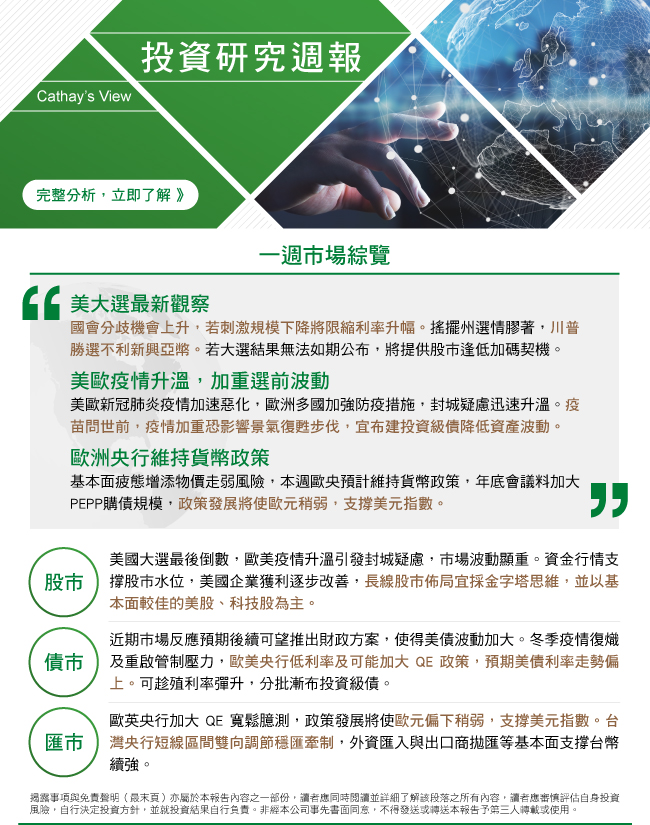 投資研究週報
Cathay's View
完整分析，立即了解 》
一週市場綜覽
美大選最新觀察
國會分歧機會上升，若刺激規模下降將限縮利率升幅。搖擺州選情膠著，川普
勝選不利新興亞幣。若大選結果無法如期公布，將提供股市逢低加碼契機。
美歐疫情升溫，加重選前波動
美歐新冠肺炎疫情加速惡化，歐洲多國加強防疫措施，封城疑慮迅速升溫。疫
苗問世前，疫情加重恐影響景氣復甦步伐，宜布建投資級債降低資產波動。
歐洲央行維持貨幣政策
基本面疲態增添物價走弱風險，本週歐央預計維持貨幣政策，年底會議料加大
PEPP購債規模，政策發展將使歐元稍弱，支撐美元指數。
股市
美國大選最後倒數，歐美疫情升溫引發封城疑慮，市場波動顯重。資金行情支
撐股市水位，美國企業獲利逐步改善，長線股市佈局宜採金字塔思維，並以基
本面較佳的美股、科技股為主。
債市
近期市場反應預期後續可望推出財政方案，使得美債波動加大。冬季疫情復熾
及重啟管制壓力，歐美央行低利率及可能加大 QE 政策，預期美債利率走勢偏
上。可趁殖利率彈升，分批漸布投資級債。
匯市
歐英央行加大 QE 寬鬆臆測，政策發展將使歐元偏下稍弱，支撐美元指數。台
灣央行短線區間雙向調節穩匯牽制，外資匯入與出口商拋匯等基本面支撐台幣
續強。
揭露事項與免責聲明（最末頁）亦屬於本報告內容之一部份，讀者應同時閱讀並詳細了解該段落之所有內容，讀者應審慎評估自身投資
風險，自行決定投資方針，並就投資結果自行負責。非經本公司事先書面同意，不得發送或轉送本報告予第三人轉載或使用。